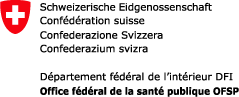 Schweizerische Eidgenossenschaft
Confédération suisse
Confederazione Svizzera
Confederaziun svizra
Département fédéral de l'intérieur DFI
Office fédéral de la santé publique OFSP